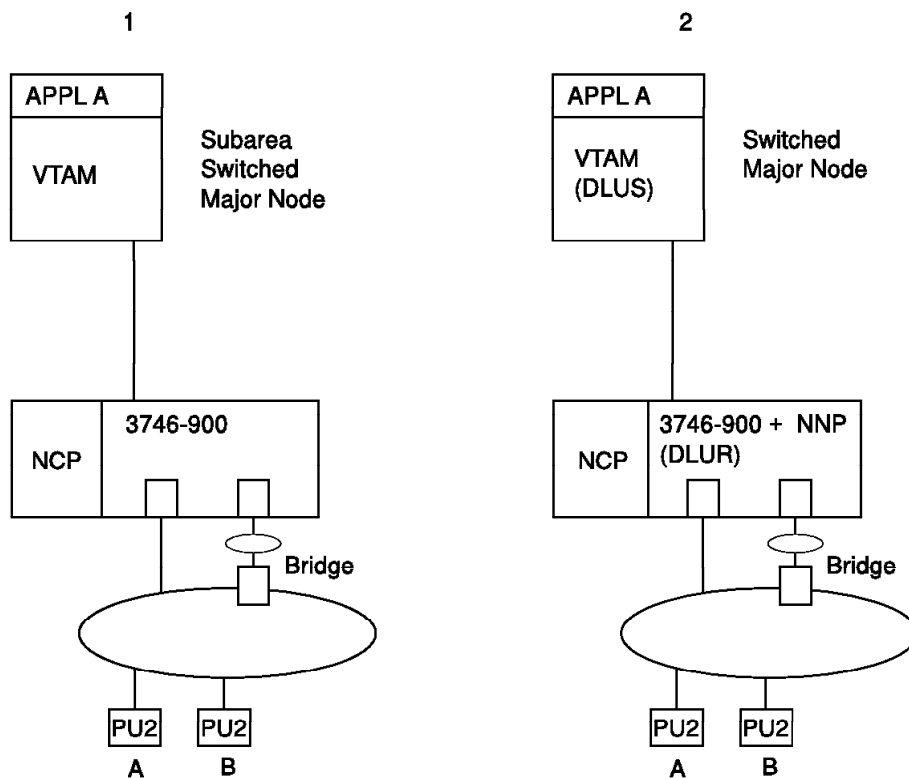 1
APPL A
VTAM
Subarea
Switched
Major Node
NCP
3746-900
Bridge
PU2
PU2
A
B
2
APPL A
VTAM
(DLUS)
Switched
Major Node
NCP
3746-900 + NNP
(DLUR)
Bridge
PU2
PU2
A
B